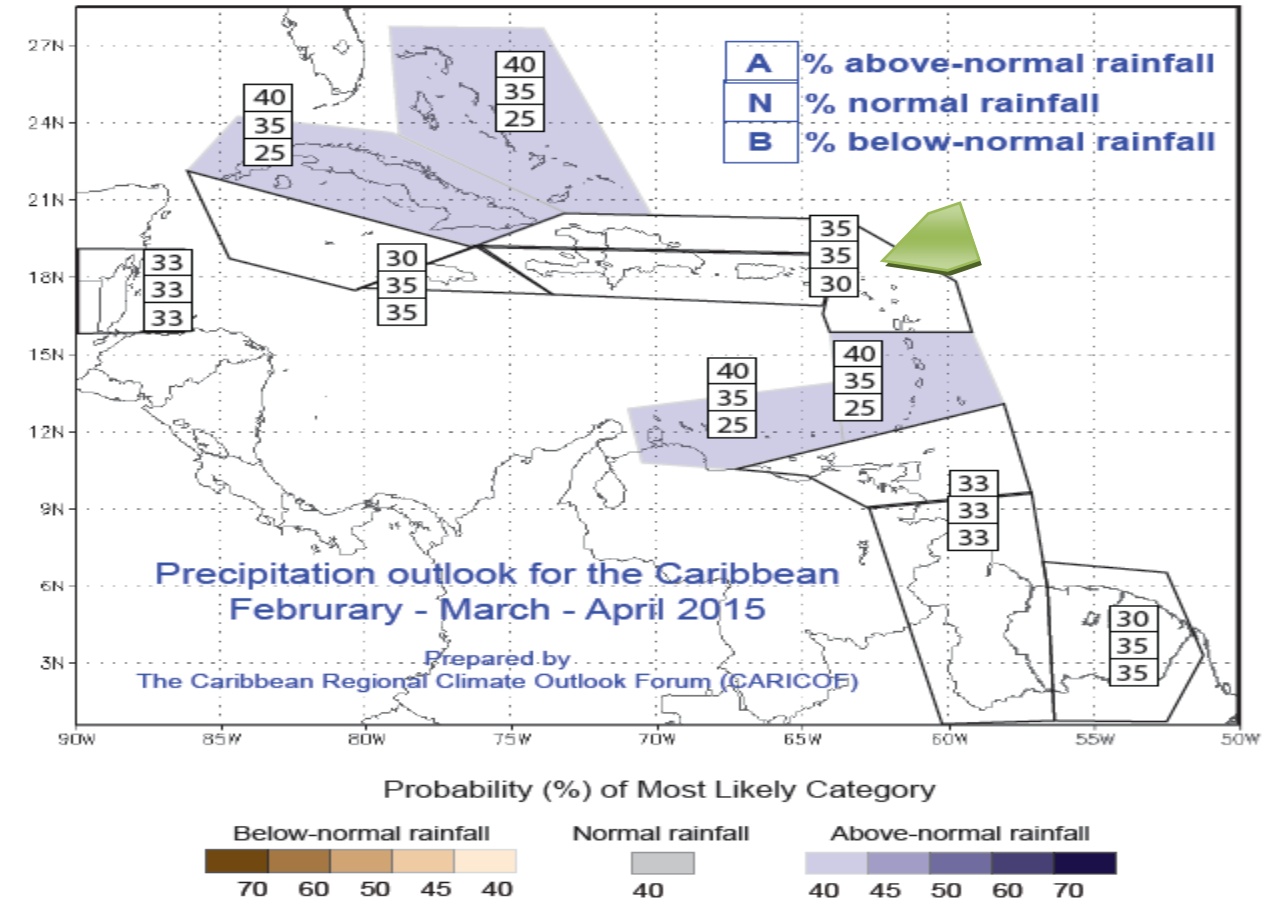 27N
24N
21N
18N
15N
12N
9N
6N
3N
40
35
25
40
35
25
A % above-normal rainfall
N % normal rainfall
B % below-normal rainfall
33
33
33
30
35
35
35
35
30
40
35
25
40
35
25
33
33
33
30
35
35
Precipitation outlook for the Caribbean
Februrary - March - April 2015
Prepared by
The Caribbean Regional Climate Outlook Forum (CARICOF)
90W 85W 80W 75W 70W 65W 60W 55W 50W
Probability (%) of Most Likely Category
Below-normal rainfall Normal rainfall Above-normal rainfall
70 60 50 45 40 40 40 45 50 60 70